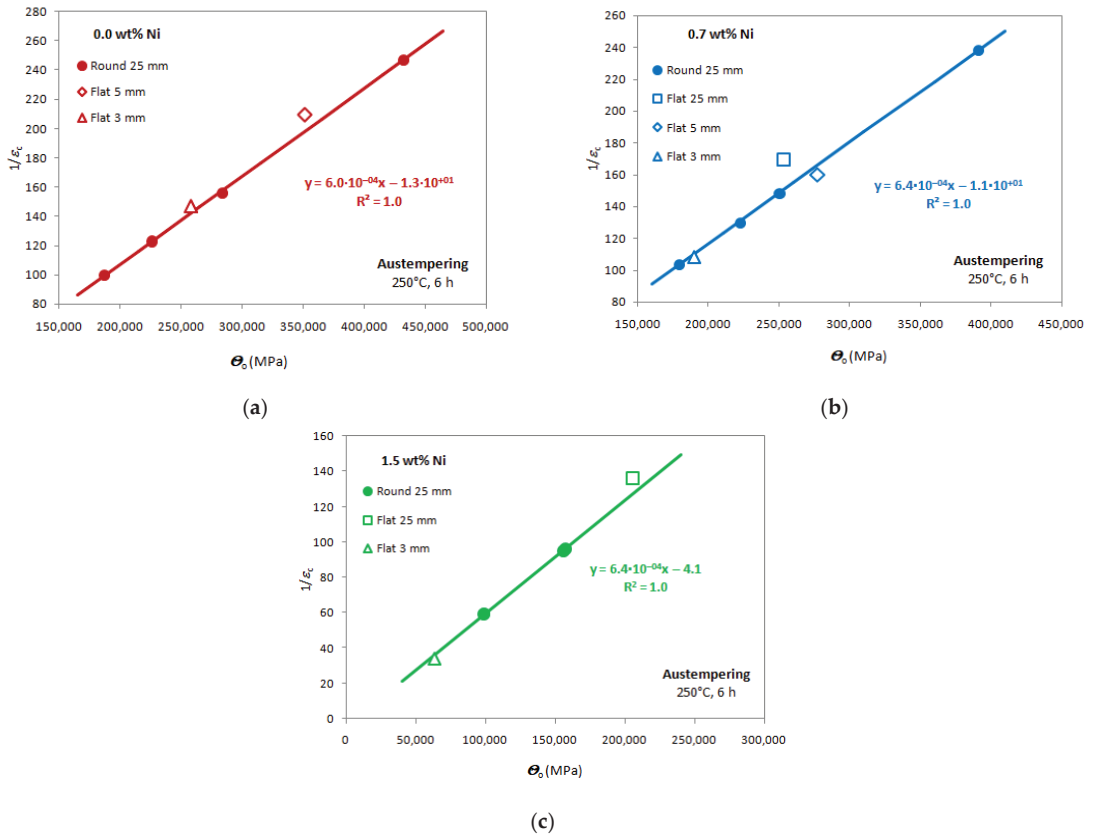 0.0 wt% Ni
Round 25 mm
Flat 5 mm
Flat 3 mm
280
260
240
220
200
180
160
140
120
100
80
1/εc
y = 6.0·10⁻⁰⁴x − 1.3·10⁺⁰¹
R² = 1.0
Austempering
250°C, 6 h
150,000 200,000 250,000 300,000 350,000 400,000 450,000 500,000
Θo (MPa)
(a)
0.7 wt% Ni
Round 25 mm
Flat 25 mm
Flat 5 mm
Flat 3 mm
260
240
220
200
180
160
140
120
100
80
1/εc
y = 6.4·10⁻⁰⁴x − 1.1·10⁺⁰¹
R² = 1.0
Austempering
250°C, 6 h
150,000 200,000 250,000 300,000 350,000 400,000 450,000
Θo (MPa)
(b)
1.5 wt% Ni
Round 25 mm
Flat 25 mm
Flat 3 mm
160
140
120
100
80
60
40
20
0
1/εc
y = 6.4·10⁻⁰⁴x − 4.1
R² = 1.0
Austempering
250°C, 6 h
0 50,000 100,000 150,000 200,000 250,000 300,000
Θo (MPa)
(c)